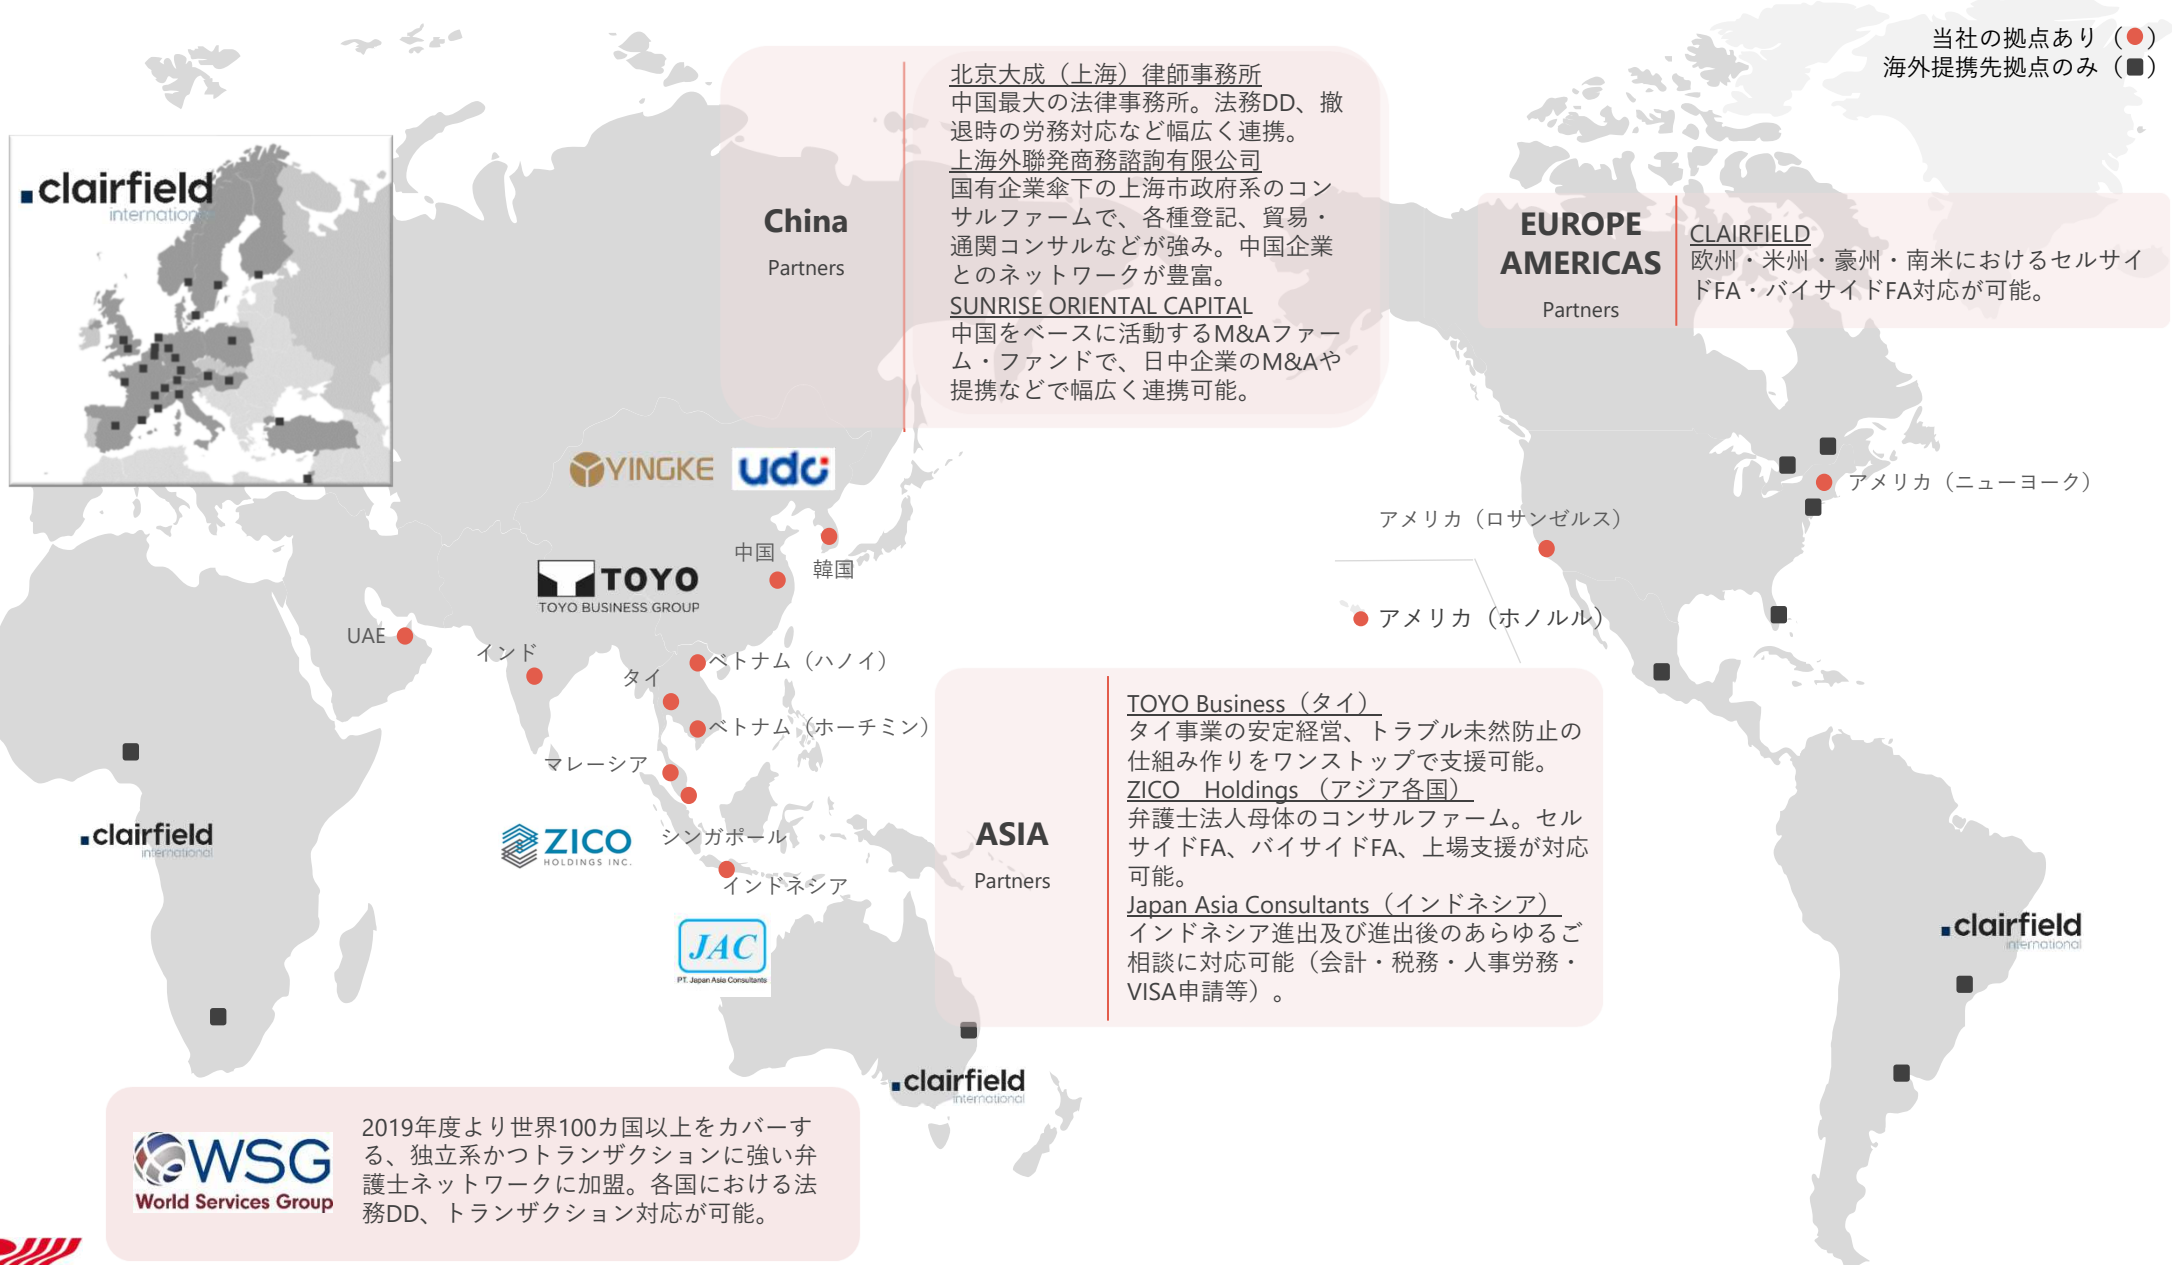 当社の拠点あり（●）
海外提携先拠点のみ（■）
北京大成（上海）律師事務所
中国最大の法律事務所。法務DD、撤
退時の労務対応など幅広く連携。
上海外聯発商務諮詢有限公司
国有企業傘下の上海市政府系のコン
サルファームで、各種登記、貿易・
通関コンサルなどが強み。中国企業
とのネットワークが豊富。
SUNRISE ORIENTAL CAPITAL
中国をベースに活動するM&Aファー
ム・ファンドで、日中企業のM&Aや
提携などで幅広く連携可能。
China
Partners
clairfield
international
EUROPE
AMERICAS
Partners
CLAIRFIELD
欧州・米州・豪州・南米におけるセルサイ
ドFA・バイサイドFA対応が可能。
YINGKE
udc
アメリカ（ニューヨーク）
アメリカ（ロサンゼルス）
中国
韓国
TOYO
TOYO BUSINESS GROUP
アメリカ（ホノルル）
UAE
インド
ベトナム（ハノイ）
タイ
ベトナム（ホーチミン）
マレーシア
シンガポール
インドネシア
clairfield
international
ZICO
HOLDINGS INC.
JAC
PT. Japan Asia Consultants
ASIA
Partners
TOYO Business（タイ）
タイ事業の安定経営、トラブル未然防止の
仕組み作りをワンストップで支援可能。
ZICO　Holdings （アジア各国）
弁護士法人母体のコンサルファーム。セル
サイドFA、バイサイドFA、上場支援が対応
可能。
Japan Asia Consultants（インドネシア）
インドネシア進出及び進出後のあらゆるご
相談に対応可能（会計・税務・人事労務・
VISA申請等）。
clairfield
international
clairfield
international
WSG
World Services Group
2019年度より世界100カ国以上をカバーす
る、独立系かつトランザクションに強い弁
護士ネットワークに加盟。各国における法
務DD、トランザクション対応が可能。